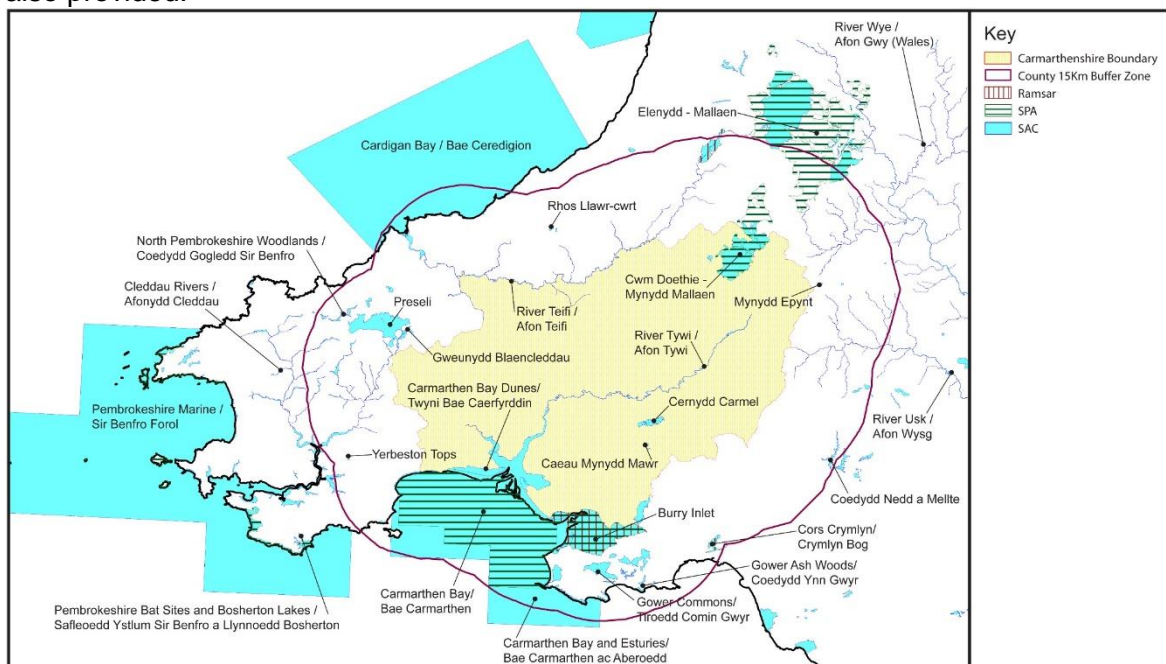 also provided.
Key
Carmarthenshire Boundary
County 15Km Buffer Zone
Ramsar
SPA
SAC
River Wye /
Afon Gwy (Wales)
Elenydd - Mallaen
Cardigan Bay / Bae Ceredigion
Rhos Llawr-cwrt
North Pembrokeshire Woodlands /
Coedydd Gogledd Sir Benfro
Cleddau Rivers /
Afonydd Cleddau
Preseli
River Teifi /
Afon Teifi
Cwm Doethie -
Mynydd Mallaen
Mynydd Epynt
Gweunydd Blaencleddau
River Tywi /
Afon Tywi
Carmarthen Bay Dunes/
Twyni Bae Caerfyrddin
Cernydd Carmel
Pembrokeshire Marine /
Sir Benfro Forol
River Usk /
Afon Wysg
Yerbeston Tops
Caeau Mynydd Mawr
Coedydd Nedd a Mellte
Burry Inlet
Cors Crymlyn/
Crymlyn Bog
Gower Ash Woods/
Coedydd Ynn Gwyr
Pembrokeshire Bat Sites and Bosherton Lakes /
Safleoedd Ystlum Sir Benfro a Llynnoedd Bosherton
Carmarthen Bay/
Bae Carmarthen
Gower Commons/
Tiroedd Comin Gwyr
Carmarthen Bay and Esturies/
Bae Carmarthen ac Aberoedd